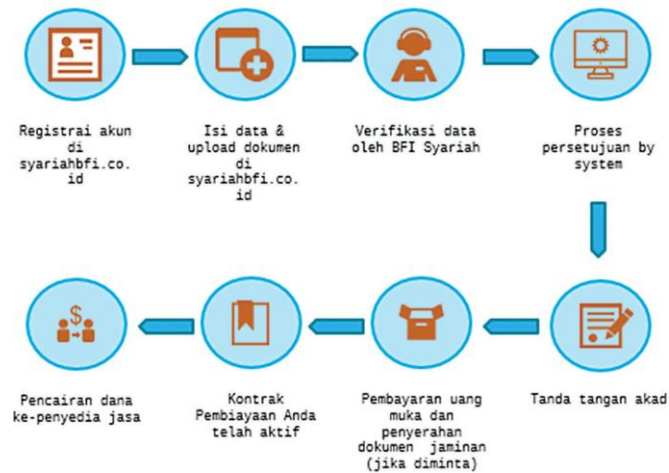 Registrai akun
di
syariahbfi.co.
id
Isi data &
upload dokumen
di
syariahbfi.co.
id
Verifikasi data
oleh BFI Syariah
Proses
persetujuan by
system
Tanda tangan akad
Pembayaran uang
muka dan
penyerahan
dokumen jaminan
(jika diminta)
Kontrak
Pembiayaan Anda
telah aktif
$
Pencairan dana
ke-penyedia jasa